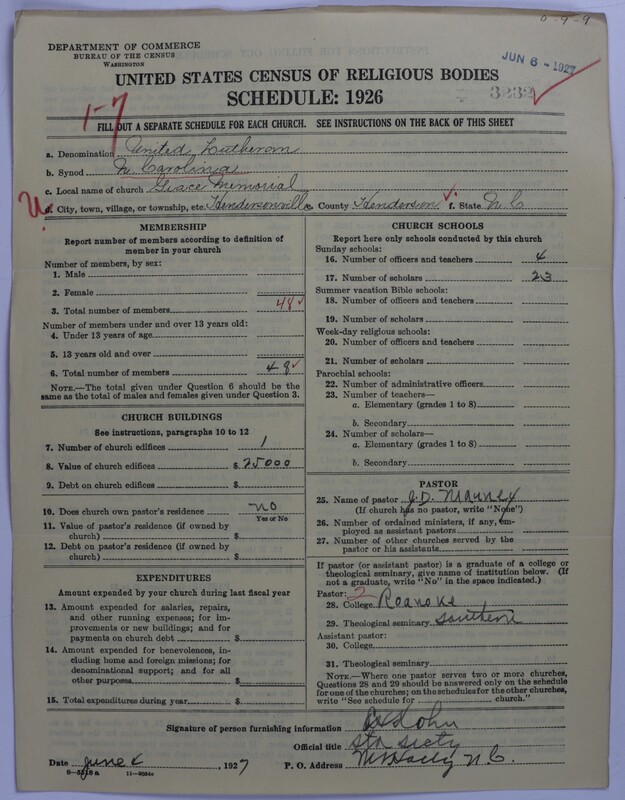 0-9-9
DEPARTMENT OF COMMERCE
BUREAU OF THE CENSUS
WASHINGTON
JUN 6 - 1927
UNITED STATES CENSUS OF RELIGIOUS BODIES
SCHEDULE: 1926
3232
1-7
FILL OUT A SEPARATE SCHEDULE FOR EACH CHURCH. SEE INSTRUCTIONS ON THE BACK OF THIS SHEET
a. Denomination United Lutheran
b. Synod N Carolina
c. Local name of church Grace Memorial
d. City, town, village, or township, etc. Hendersonville e. County Henderson f. State N C
U.
MEMBERSHIP
Report number of members according to definition of
member in your church
Number of members, by sex:
1. Male
2. Female
3. Total number of members 48
Number of members under and over 13 years old:
4. Under 13 years of age
5. 13 years old and over
6. Total number of members 48
NOTE.—The total given under Question 6 should be
same as the total of males and females given under Question 3.
CHURCH BUILDINGS
See instructions, paragraphs 10 to 12
7. Number of church edifices 1
8. Value of church edifices $ 25000
9. Debt on church edifices $
10. Does church own pastor's residence no
Yes or No
11. Value of pastor's residence (if owned by
church) $
12. Debt on pastor's residence (if owned by
church) $
EXPENDITURES
Amount expended by your church during last fiscal year
13. Amount expended for salaries, repairs,
and other running expenses; for im-
provements or new buildings; and for
payments on church debt $
14. Amount expended for benevolences, in-
cluding home and foreign missions; for
denominational support; and for all
other purposes $
15. Total expenditures during year $
CHURCH SCHOOLS
Report here only schools conducted by this church
Sunday schools:
16. Number of officers and teachers 4
17. Number of scholars 23
Summer vacation Bible schools:
18. Number of officers and teachers
19. Number of scholars
Week-day religious schools:
20. Number of officers and teachers
21. Number of scholars
Parochial schools:
22. Number of administrative officers
23. Number of teachers—
a. Elementary (grades 1 to 8)
b. Secondary
24. Number of scholars—
a. Elementary (grades 1 to 8)
b. Secondary
PASTOR
25. Name of pastor J.D. Mauney
(If church has no pastor, write "None")
26. Number of ordained ministers, if any, em-
ployed as assistant pastors
27. Number of other churches served by the
pastor or his assistants
If pastor (or assistant pastor) is a graduate of a college or
theological seminary, give name of institution below. (If
not a graduate, write "No" in the space indicated.)
Pastor: 2
28. College Roanoke
29. Theological seminary Southern
Assistant pastor:
30. College
31. Theological seminary
NOTE.—Where one pastor serves two or more churches,
Questions 28 and 29 should be answered only on the schedule
for one of the churches; on the schedules for the other churches,
write "See schedule for church."
Signature of person furnishing information
Official title
Date June 4, 1927 P. O. Address Mt Holly N. C.
8-5518 a 11-9034c